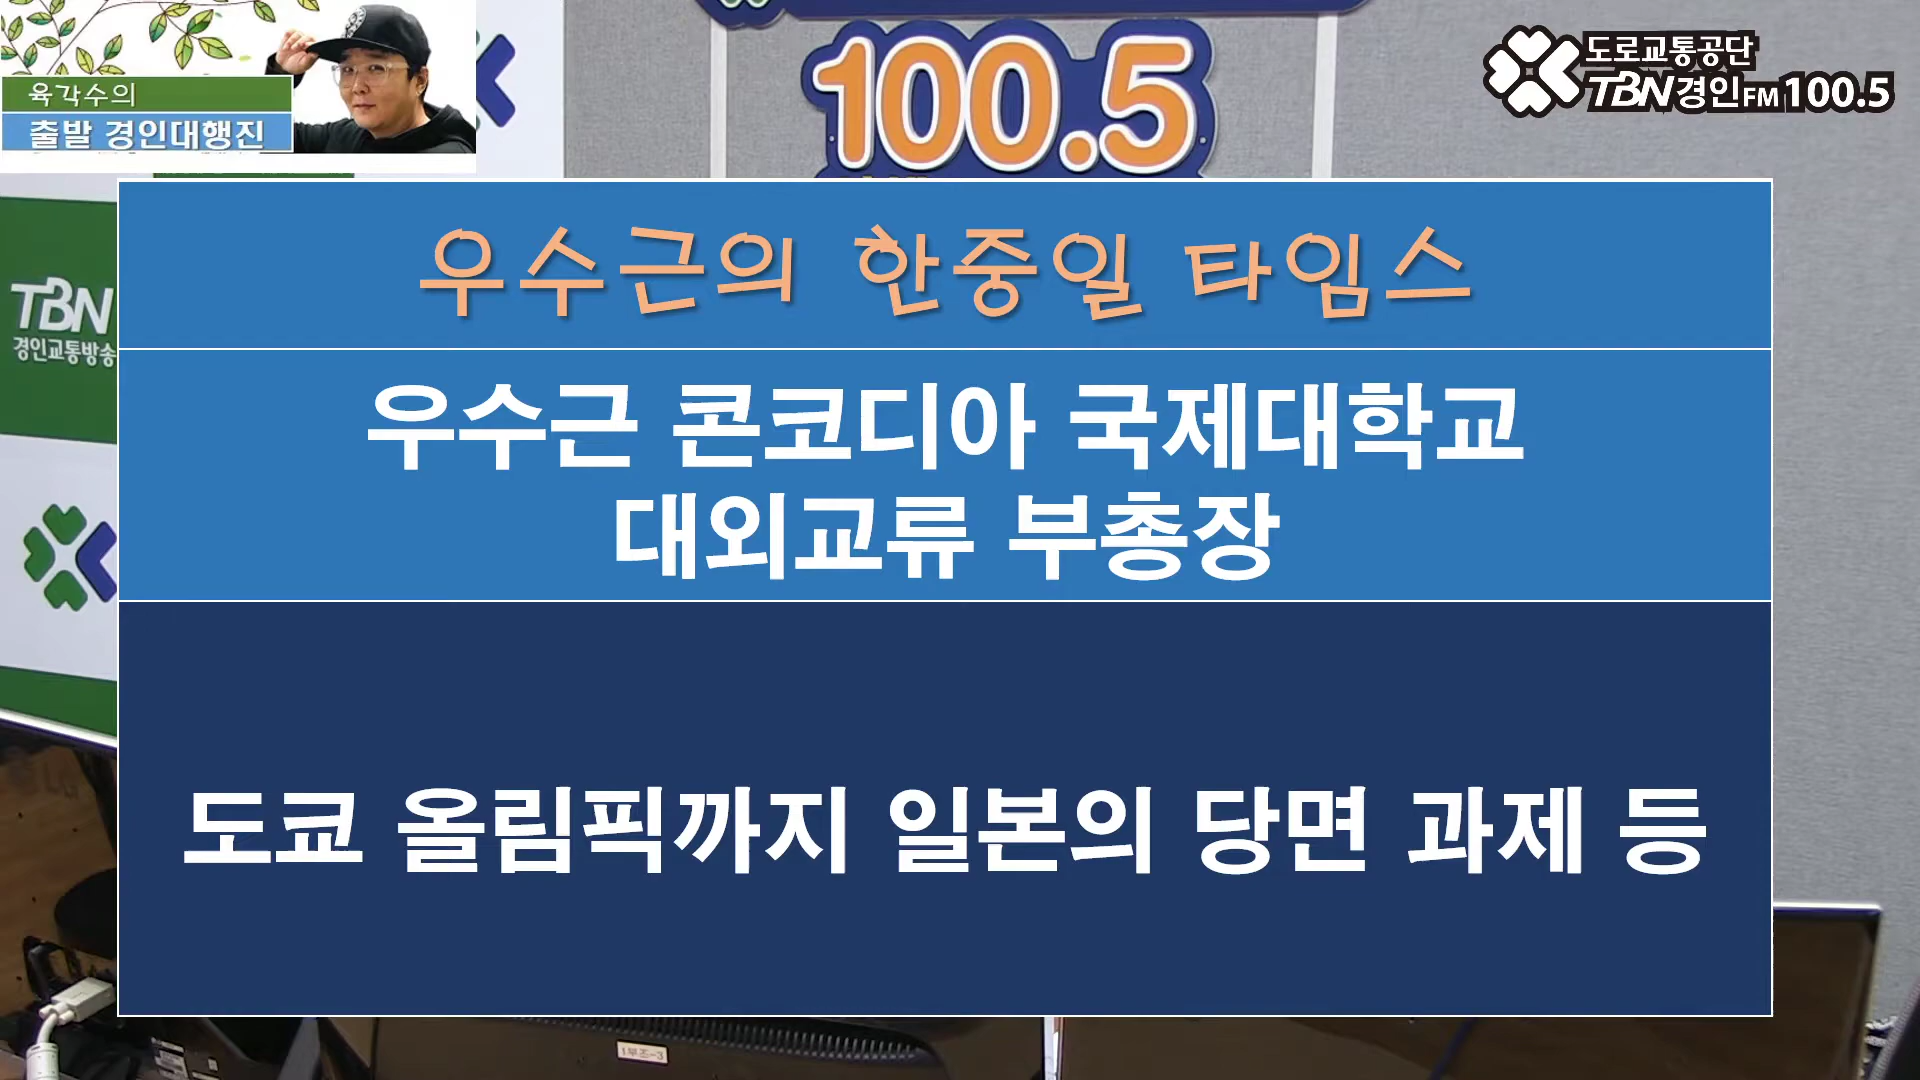 육각수의
출발 경인대행진
100.5
도로교통공단
TBN경인FM100.5
우수근의 한중일 타임스
TBN
경인교통방송
우수근 콘코디아 국제대학교
대외교류 부총장
도쿄 올림픽까지 일본의 당면 과제 등